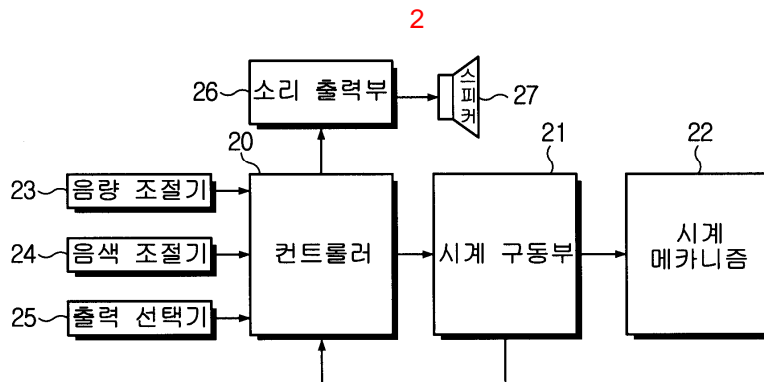 2
26 소리 출력부
스피커 27
20
21
22
23 음량 조절기
24 음색 조절기
25 출력 선택기
컨트롤러
시계 구동부
시계
메카니즘